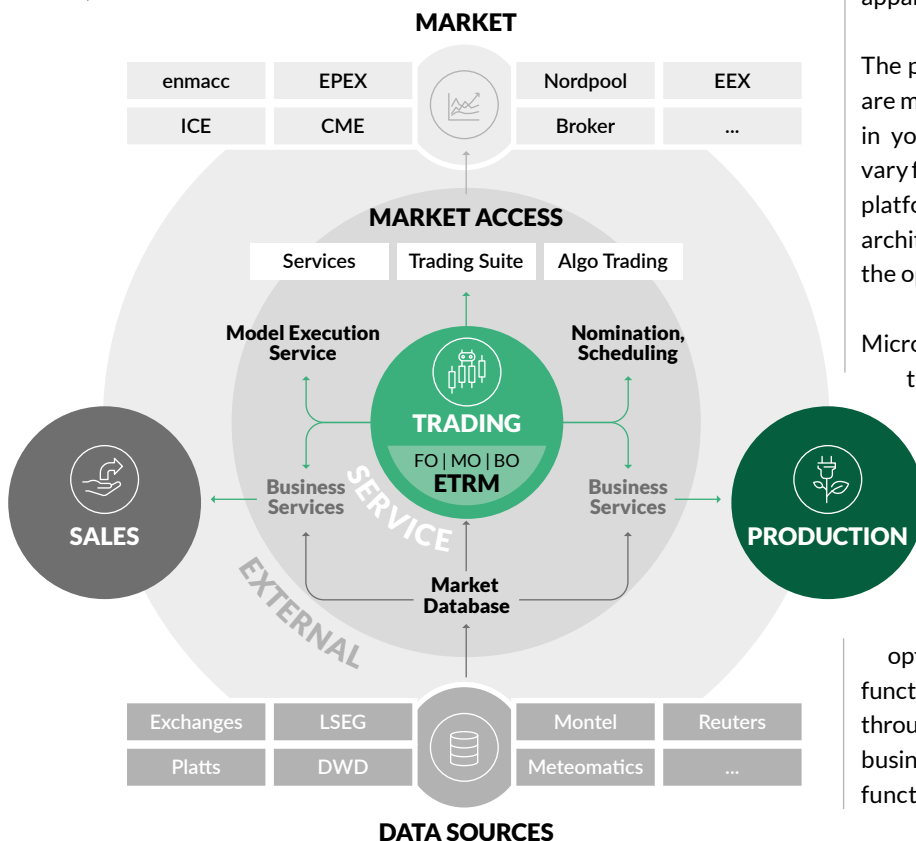 MARKET
enmacc
EPEX
Nordpool
EEX
ICE
CME
Broker
...
MARKET ACCESS
Services
Trading Suite
Algo Trading
Model Execution
Service
Nomination,
Scheduling
TRADING
FO | MO | BO
ETRM
Business
Services
Business
Services
SERVICE
EXTERNAL
SALES
PRODUCTION
Market
Database
Exchanges
LSEG
Montel
Reuters
Platts
DWD
Meteomatics
...
DATA SOURCES
The p
are m
in yo
vary f
platfo
archit
the op
Micro
t
opt
funct
throu
busin
funct